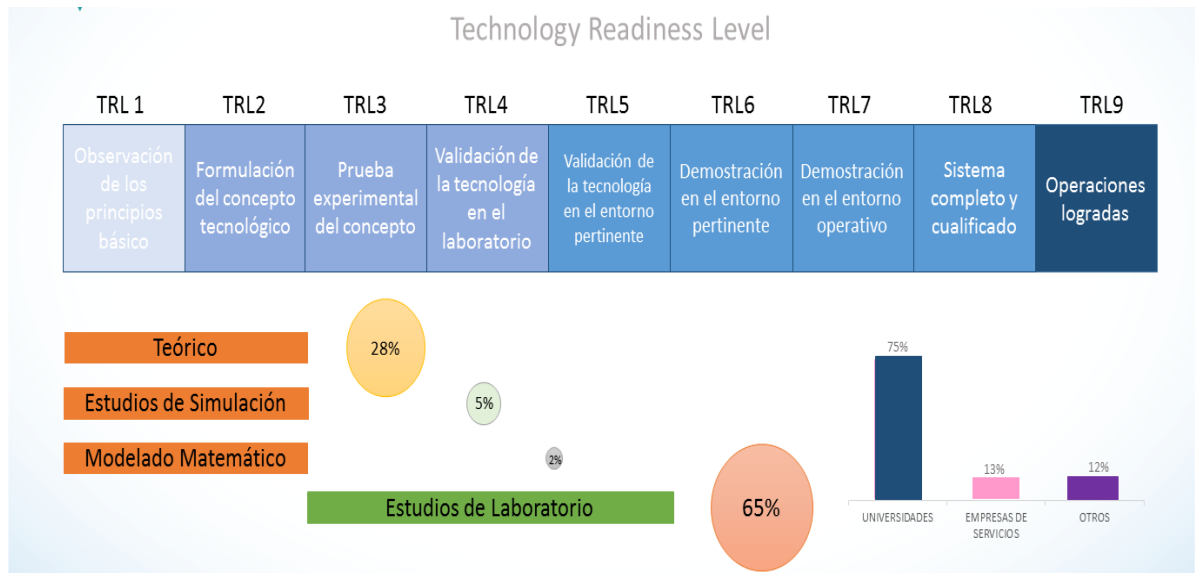 Technology Readiness Level
TRL 1
TRL2
TRL3
TRL4
TRL5
TRL6
TRL7
TRL8
TRL9
Observación
de los
principios
básico
Formulación
del concepto
tecnológico
Prueba
experimental
del concepto
Validación de
la tecnología
en el
laboratorio
Validación de
la tecnología
en el entorno
pertinente
Demostración
en el entorno
pertinente
Demostración
en el entorno
operativo
Sistema
completo y
cualificado
Operaciones
logradas
Teórico
28%
Estudios de Simulación
5%
Modelado Matemático
2%
Estudios de Laboratorio
65%
75%
13%
12%
UNIVERSIDADES
EMPRESAS DE
SERVICIOS
OTROS